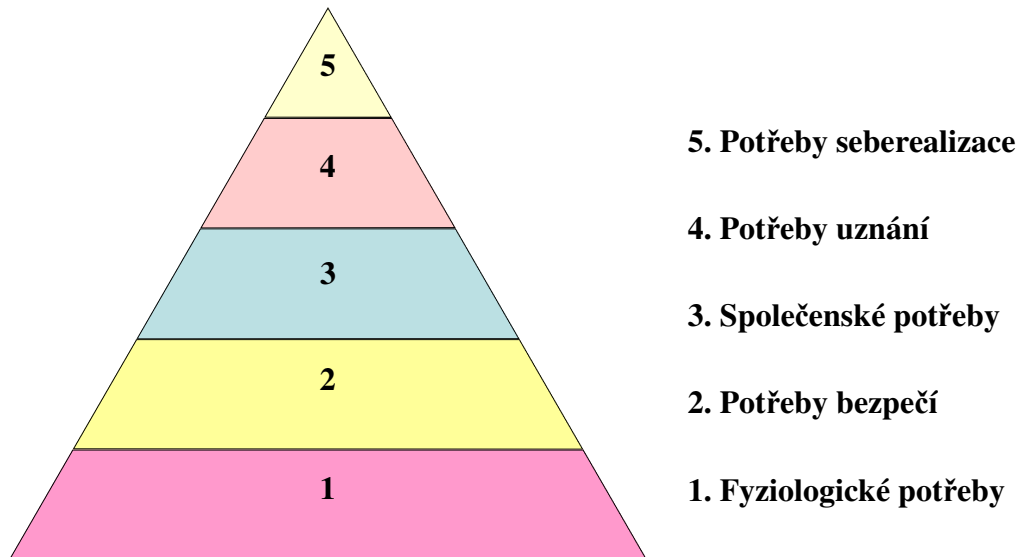 5
4
3
2
1
5. Potřeby seberealizace
4. Potřeby uznání
3. Společenské potřeby
2. Potřeby bezpečí
1. Fyziologické potřeby